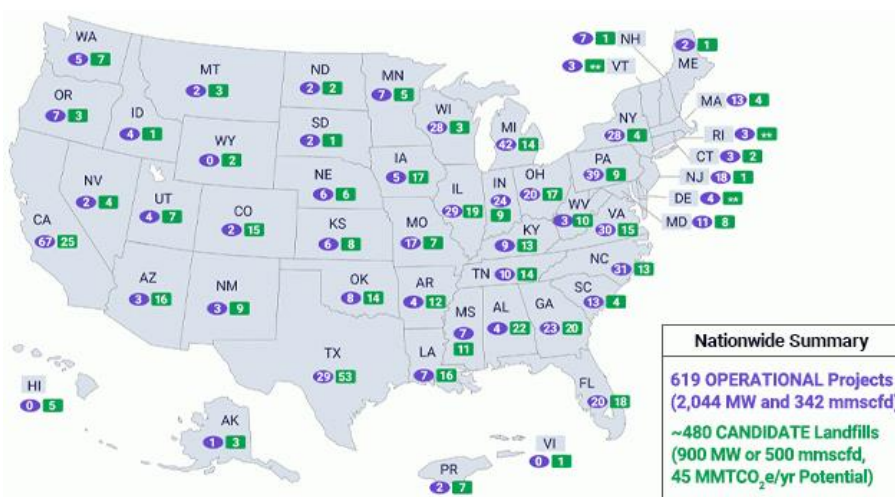 WA
5 7
MT
2 3
ND
2 2
MN
7 5
7 1 NH
3 ** VT
2 1
ME
OR
7 3
ID
4 1
WY
0 2
SD
2 1
WI
28 3
MI
42 14
NY
28 4
MA 13 4
RI 3 **
CT 3 2
NJ 18 1
DE 4 **
MD 11 8
NV
2 4
UT
4 7
CO
2 15
NE
6 6
IA
5 17
IL
29 19
IN
24
9
OH
20 17
PA
39 9
CA
67 25
KS
6 8
MO
17 7
KY
9 13
WV
3 10
VA
30 15
AZ
3 16
NM
3 9
OK
8 14
AR
4 12
TN 10 14
NC 31 13
SC
13 4
MS
7
11
AL
4 22
GA
23 20
TX
29 53
LA
7 16
FL
20 18
HI
0 5
AK
1 3
PR
2 7
VI
0 1
Nationwide Summary
619 OPERATIONAL Projects
(2,044 MW and 342 mmscfd)
~480 CANDIDATE Landfills
(900 MW or 500 mmscfd,
45 MMTCO₂e/yr Potential)